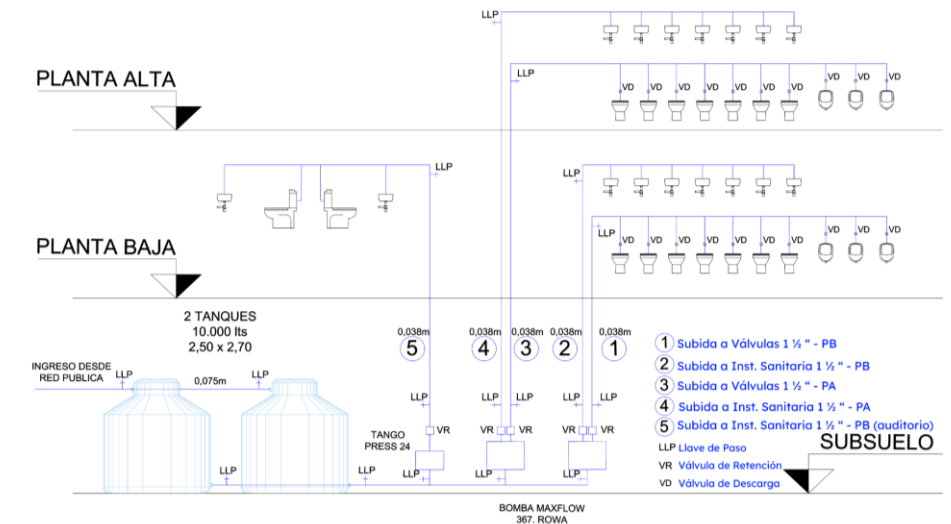 LLP
LLP
PLANTA ALTA
VD VD VD VD VD VD VD VD VD VD
LLP
LLP
LLP
VD VD VD VD VD VD VD VD VD VD
PLANTA BAJA
2 TANQUES
10.000 lts
2,50 x 2,70
0,038m 0,038m 0,038m 0,038m 0,038m
5 4 3 2 1
INGRESO DESDE
RED PUBLICA
LLP
0,075m
LLP
LLP LLP LLP LLP LLP
TANGO
PRESS 24
VR VR VR VR VR
LLP LLP LLP LLP LLP
BOMBA MAXFLOW
367. ROWA
1 Subida a Válvulas 1 ½ “ - PB
2 Subida a Inst. Sanitaria 1 ½ “ - PB
3 Subida a Válvulas 1 ½ “ - PA
4 Subida a Inst. Sanitaria 1 ½ “ - PA
5 Subida a Inst. Sanitaria 1 ½ “ - PB (auditorio)
LLP Llave de Paso
VR Válvula de Retención
VD Válvula de Descarga
SUBSUELO